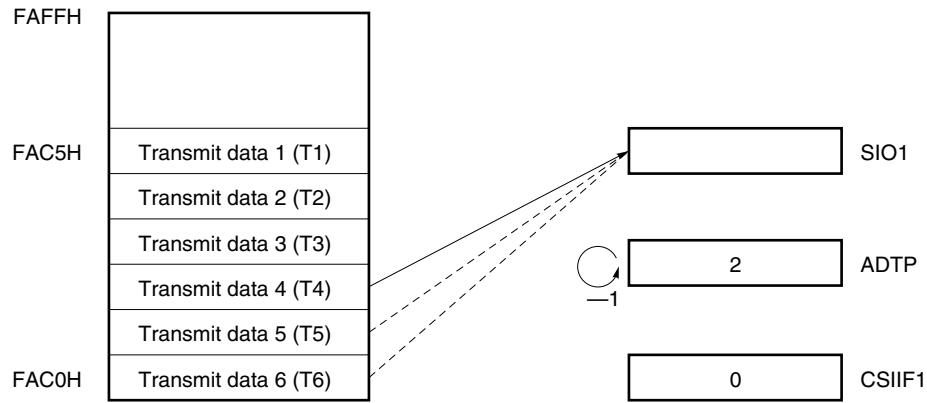 FAFFH
FAC5H Transmit data 1 (T1) SIO1
Transmit data 2 (T2)
Transmit data 3 (T3)
2 ADTP
Transmit data 4 (T4)
—1
Transmit data 5 (T5)
FAC0H Transmit data 6 (T6) 0 CSIIF1